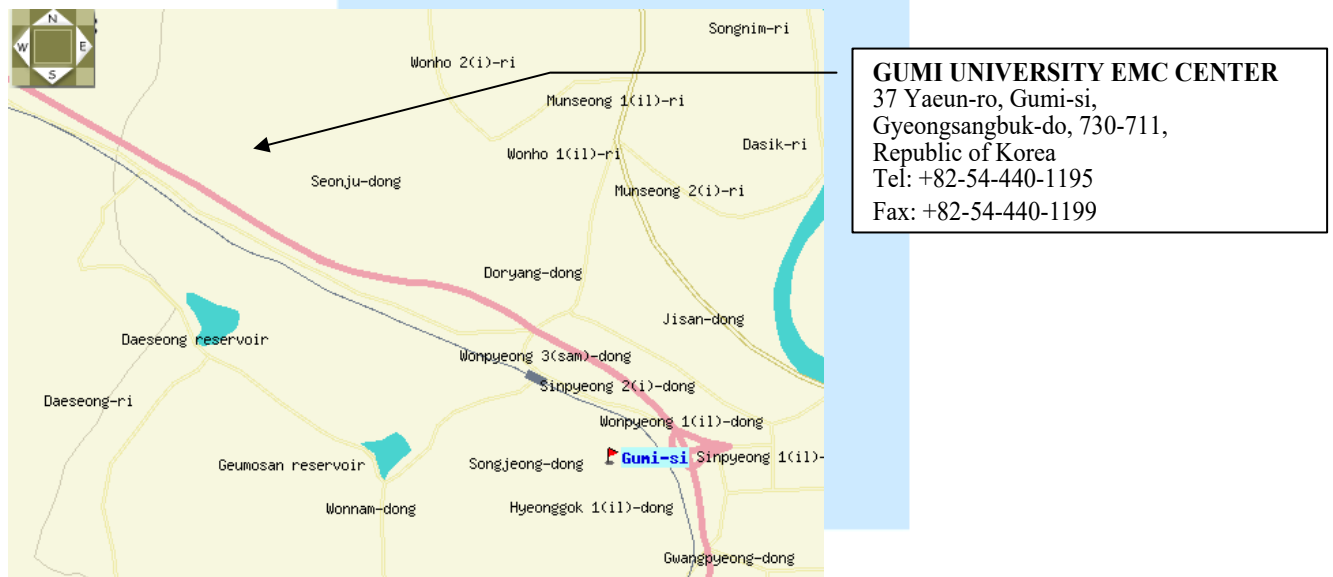 N
W E
S
Songnim-ri
Wonho 2(i)-ri
Munseong 1(il)-ri
Dasik-ri
Wonho 1(il)-ri
Seonju-dong
Munseong 2(i)-ri
Doryang-dong
Jisan-dong
Daeseong reservoir
Wonpyeong 3(sam)-dong
Sinpyeong 2(i)-dong
Daeseong-ri
Wonpyeong 1(il)-dong
Geumosan reservoir
Songjeong-dong
Gumi-si
Sinpyeong 1(il)-
Wonnam-dong
Hyeonggok 1(il)-dong
Gwangpyeong-dong
GUMI UNIVERSITY EMC CENTER
37 Yaeun-ro, Gumi-si,
Gyeongsangbuk-do, 730-711,
Republic of Korea
Tel: +82-54-440-1195
Fax: +82-54-440-1199